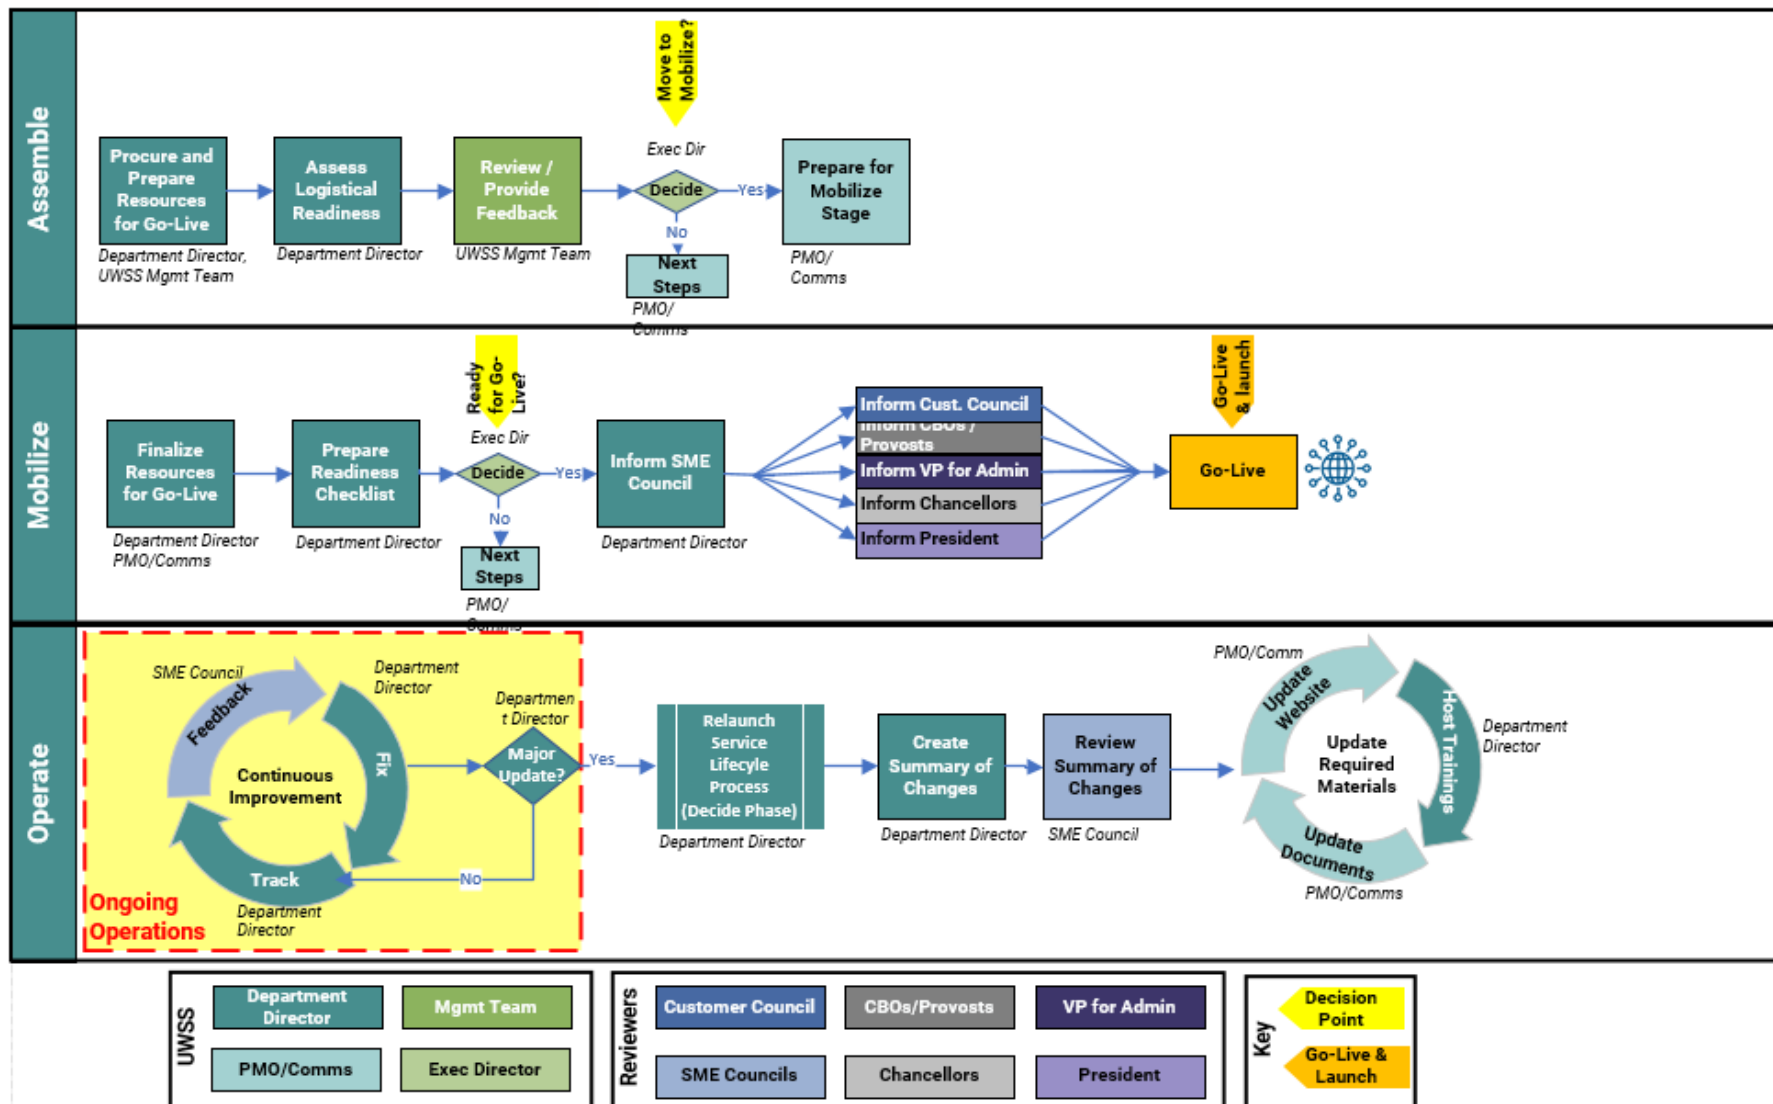 Assemble
Move to
Mobilize?
Procure and
Prepare
Resources
for Go-Live
Department Director,
UWSS Mgmt Team
Assess
Logistical
Readiness
Department Director
Review /
Provide
Feedback
UWSS Mgmt Team
Exec Dir
Decide
Yes
No
Next
Steps
PMO/
Comms
Prepare for
Mobilize
Stage
PMO/
Comms
Mobilize
Ready
for Go-
Live?
Finalize
Resources
for Go-Live
Department Director
PMO/Comms
Prepare
Readiness
Checklist
Department Director
Exec Dir
Decide
Yes
No
Next
Steps
PMO/
Comms
Inform SME
Council
Department Director
Inform Cust. Council
Inform CBOs /
Provosts
Inform VP for Admin
Inform Chancellors
Inform President
Go-Live
& launch
Go-Live
Operate
SME Council
Feedback
Department
Director
Fix
Continuous
Improvement
Track
Department
Director
Ongoing
Operations
Departmen
t Director
Major
Update?
Yes
No
Relaunch
Service
Lifecyle
Process
(Decide Phase)
Department Director
Create
Summary of
Changes
Department Director
Review
Summary of
Changes
SME Council
PMO/Comm
Update
Website
Host Trainings
Department
Director
Update
Required
Materials
Update
Documents
PMO/Comms
UWSS
Department
Director
Mgmt Team
PMO/Comms
Exec Director
Reviewers
Customer Council
CBOs/Provosts
VP for Admin
SME Councils
Chancellors
President
Key
Decision
Point
Go-Live &
Launch